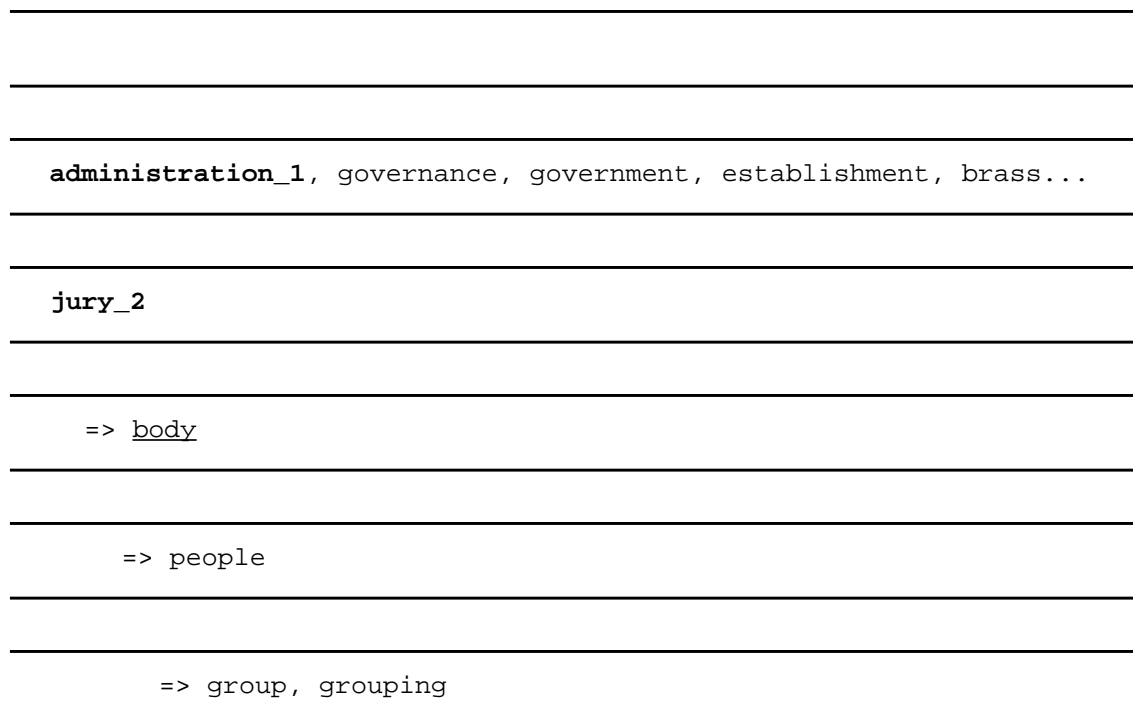 administration_1, governance, government, establishment, brass...
jury_2
=> body
=> people
=> group, grouping